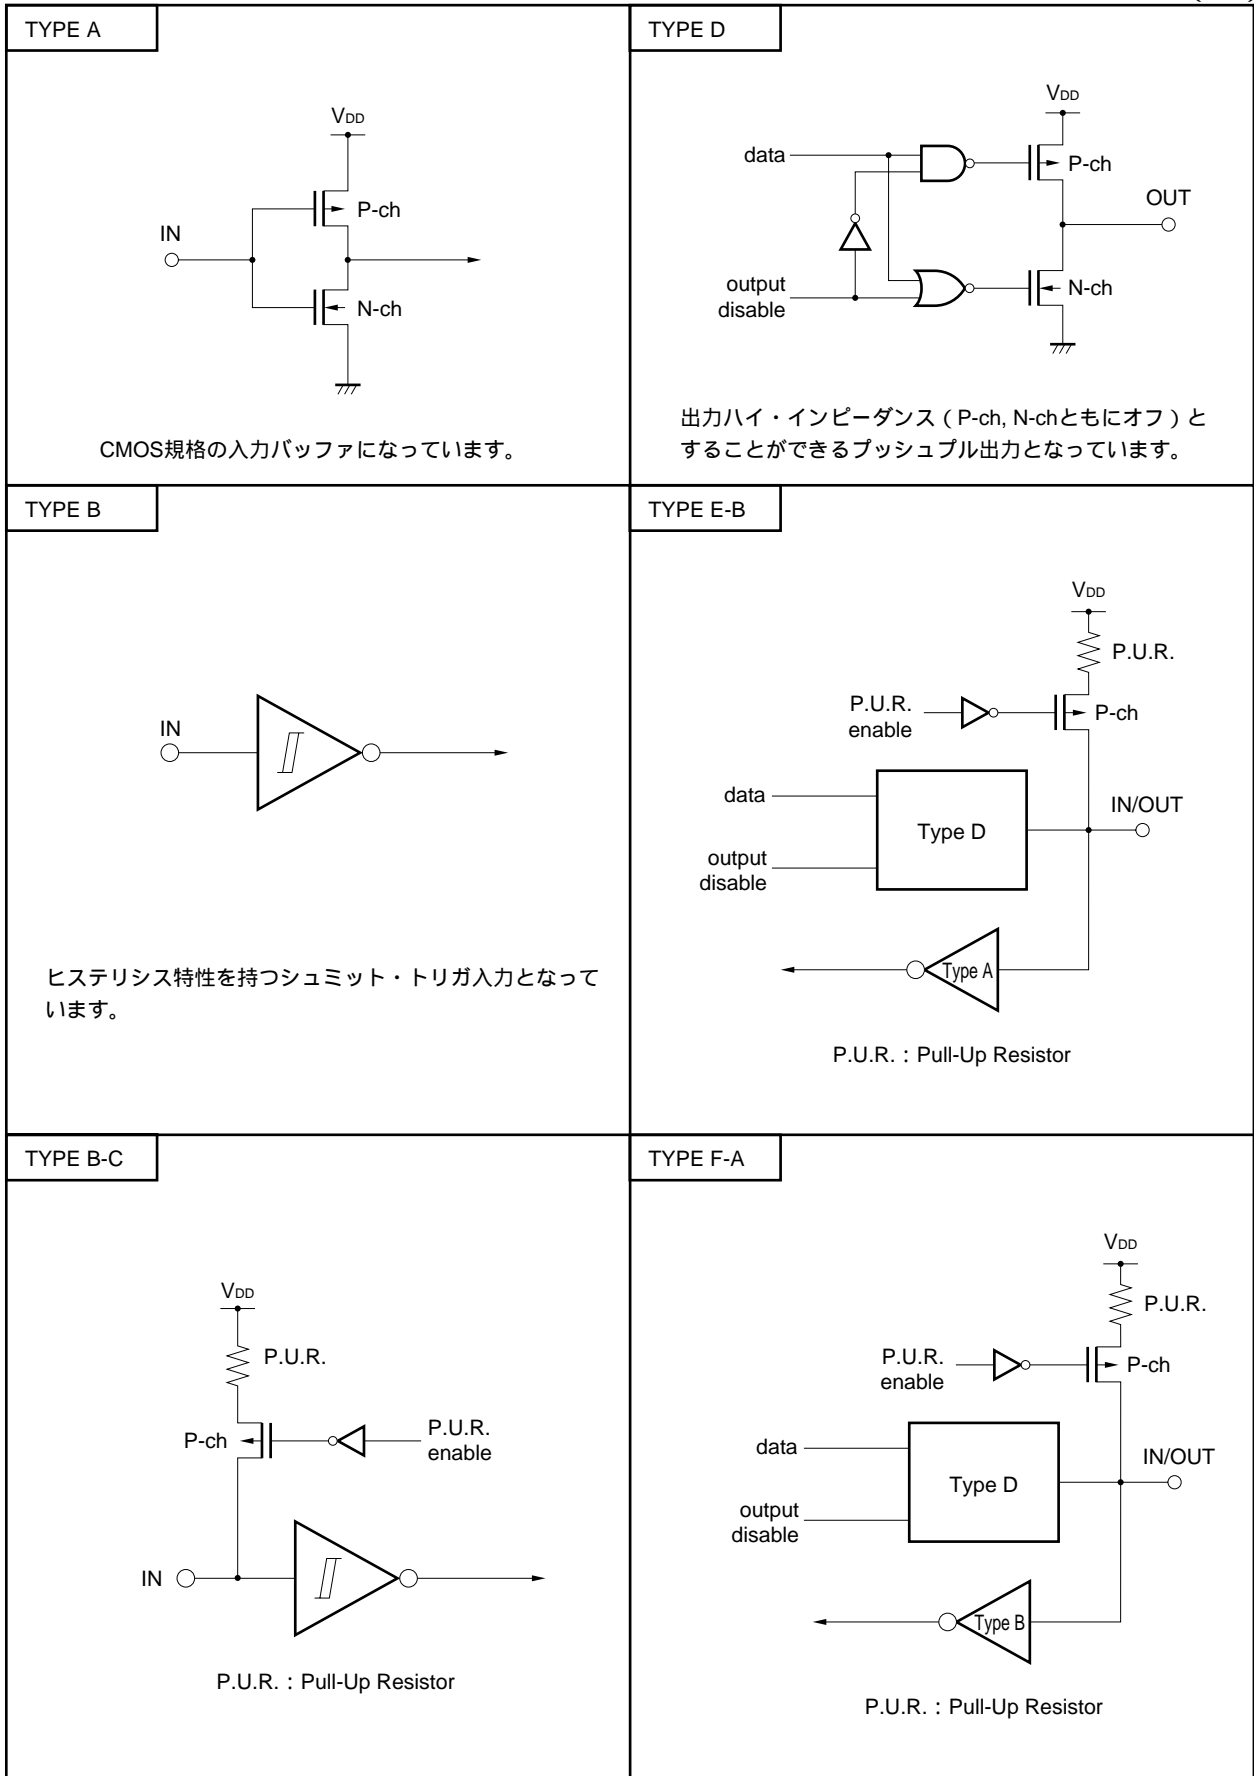 TYPE A
VDD
P-ch
IN
N-ch
CMOS規格の入力バッファになっています。
TYPE D
VDD
data
P-ch
OUT
output
disable
N-ch
出力ハイ・インピーダンス（P-ch, N-chともにオフ）と
することができるプッシュプル出力となっています。
TYPE B
IN
ヒステリシス特性を持つシュミット・トリガ入力となって
います。
TYPE E-B
VDD
P.U.R.
P.U.R.
enable
P-ch
data
IN/OUT
Type D
output
disable
Type A
P.U.R.：Pull-Up Resistor
TYPE B-C
VDD
P.U.R.
P-ch
P.U.R.
enable
IN
P.U.R.：Pull-Up Resistor
TYPE F-A
VDD
P.U.R.
P.U.R.
enable
P-ch
data
IN/OUT
Type D
output
disable
Type B
P.U.R.：Pull-Up Resistor